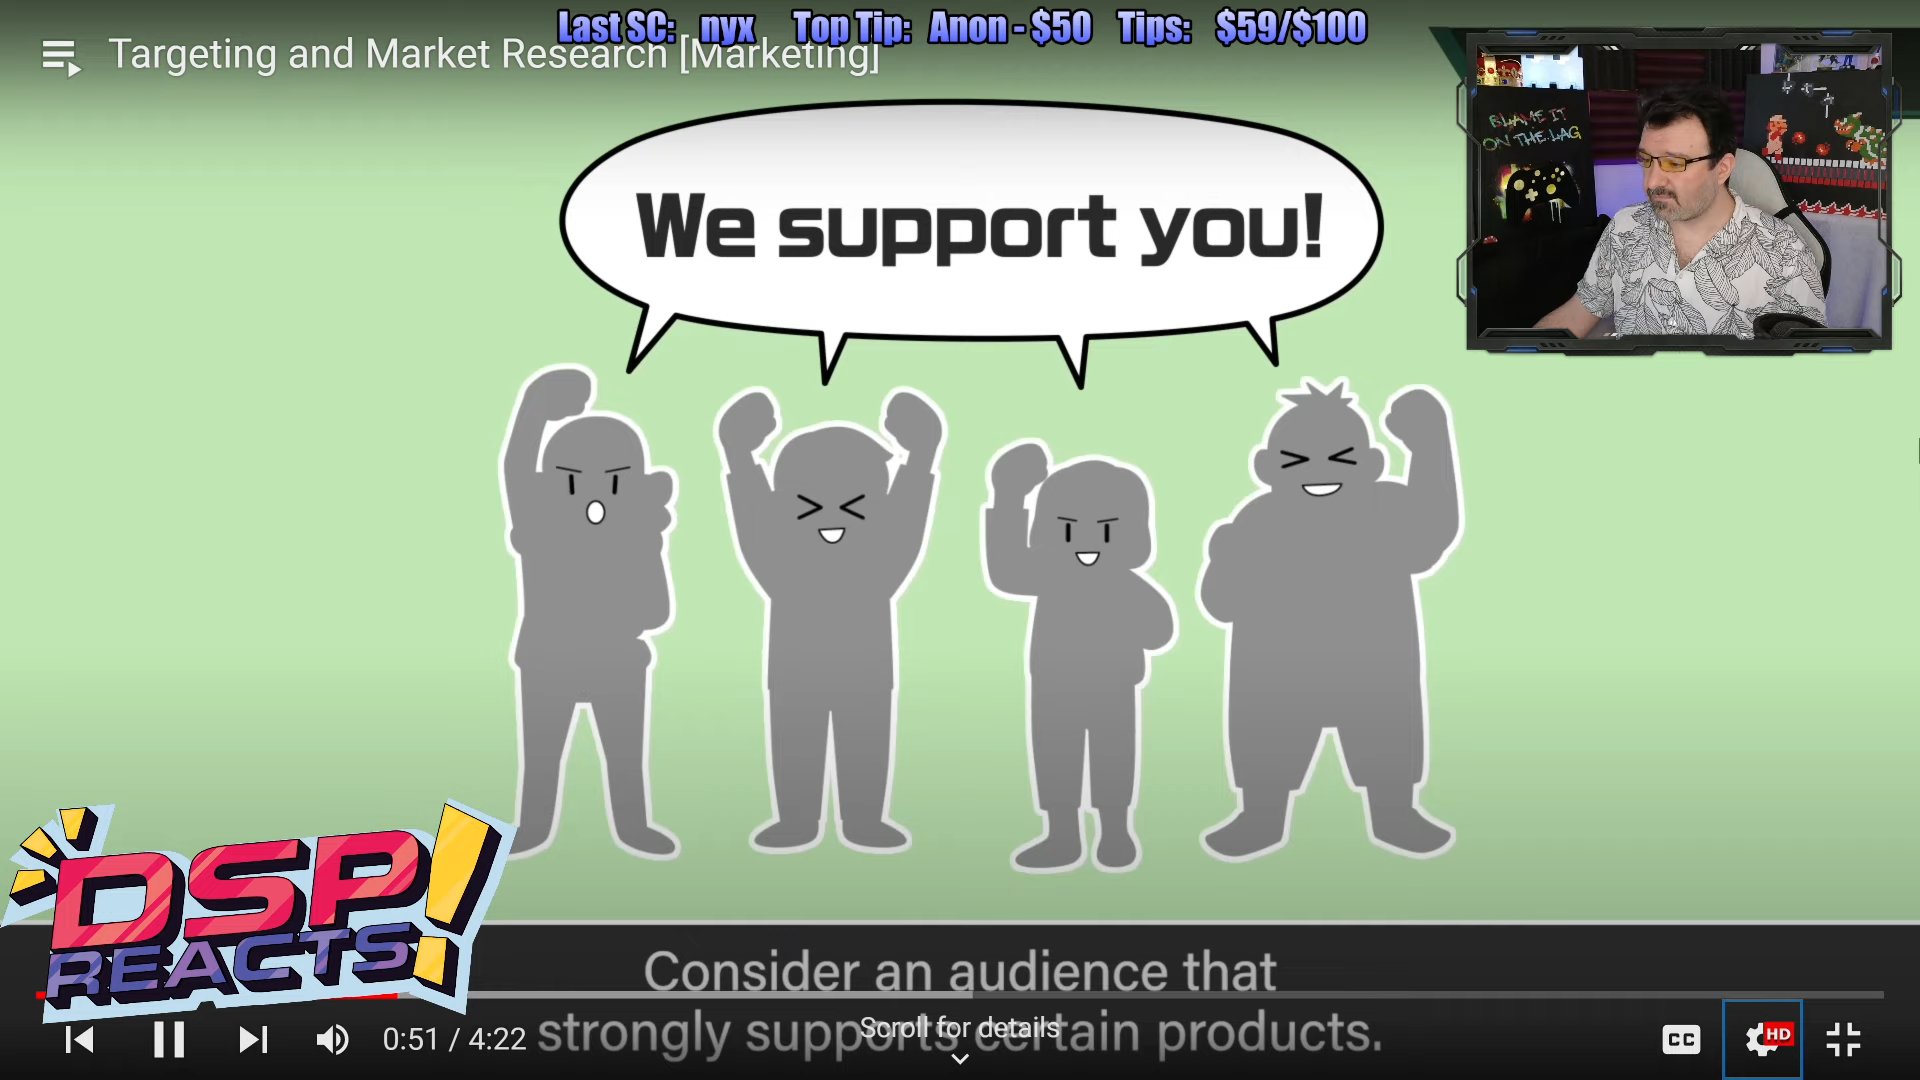 Last SC: nyx Top Tip: Anon - $50 Tips: $59/$100
Targeting and Market Research [Marketing]
BLAME IT
ON THE LAG
We support you!
DSP
REACTS!
Consider an audience that
strongly supports certain products.
Scroll for details
0:51 / 4:22
CC
HD